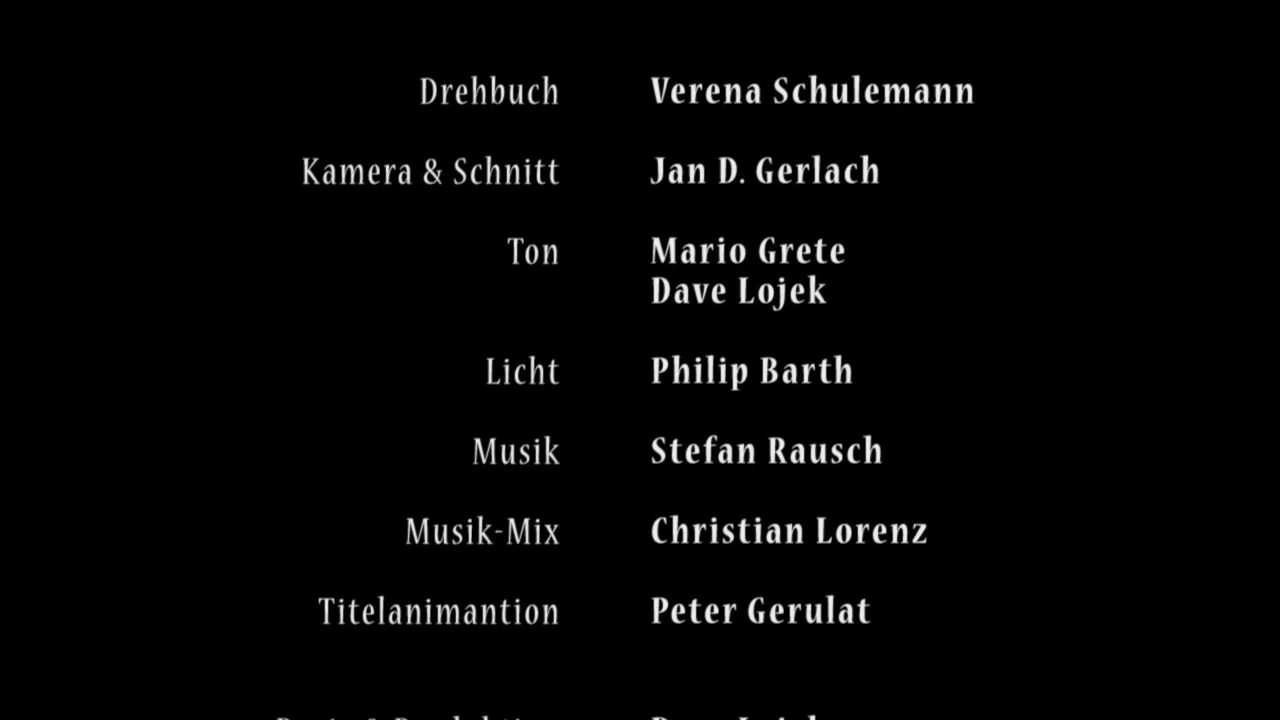 Drehbuch Verena Schulemann
Kamera & Schnitt Jan D. Gerlach
Ton Mario Grete
Dave Lojek
Licht Philip Barth
Musik Stefan Rausch
Musik-Mix Christian Lorenz
Titelanimantion Peter Gerulat